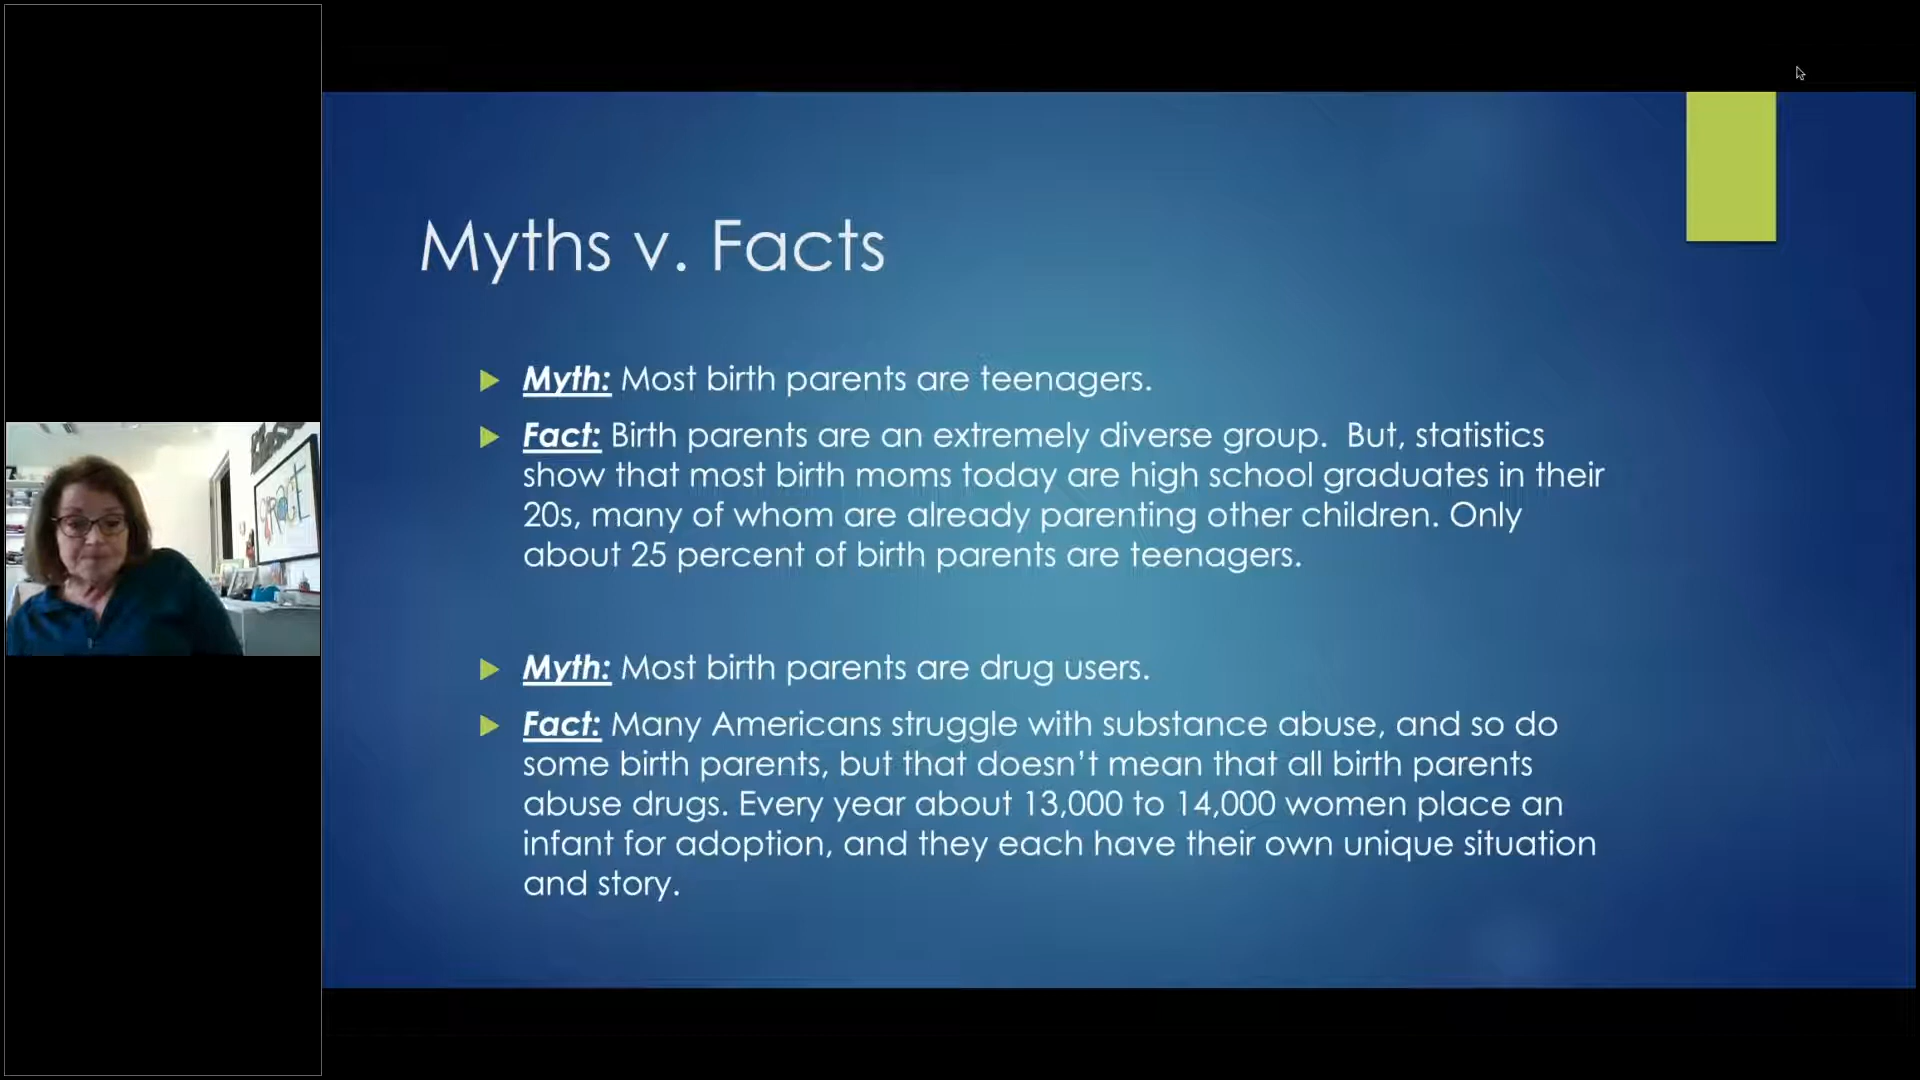 Myths v. Facts
Myth: Most birth parents are teenagers.
Fact: Birth parents are an extremely diverse group.  But, statistics
show that most birth moms today are high school graduates in their
20s, many of whom are already parenting other children. Only
about 25 percent of birth parents are teenagers.
Myth: Most birth parents are drug users.
Fact: Many Americans struggle with substance abuse, and so do
some birth parents, but that doesn’t mean that all birth parents
abuse drugs. Every year about 13,000 to 14,000 women place an
infant for adoption, and they each have their own unique situation
and story.